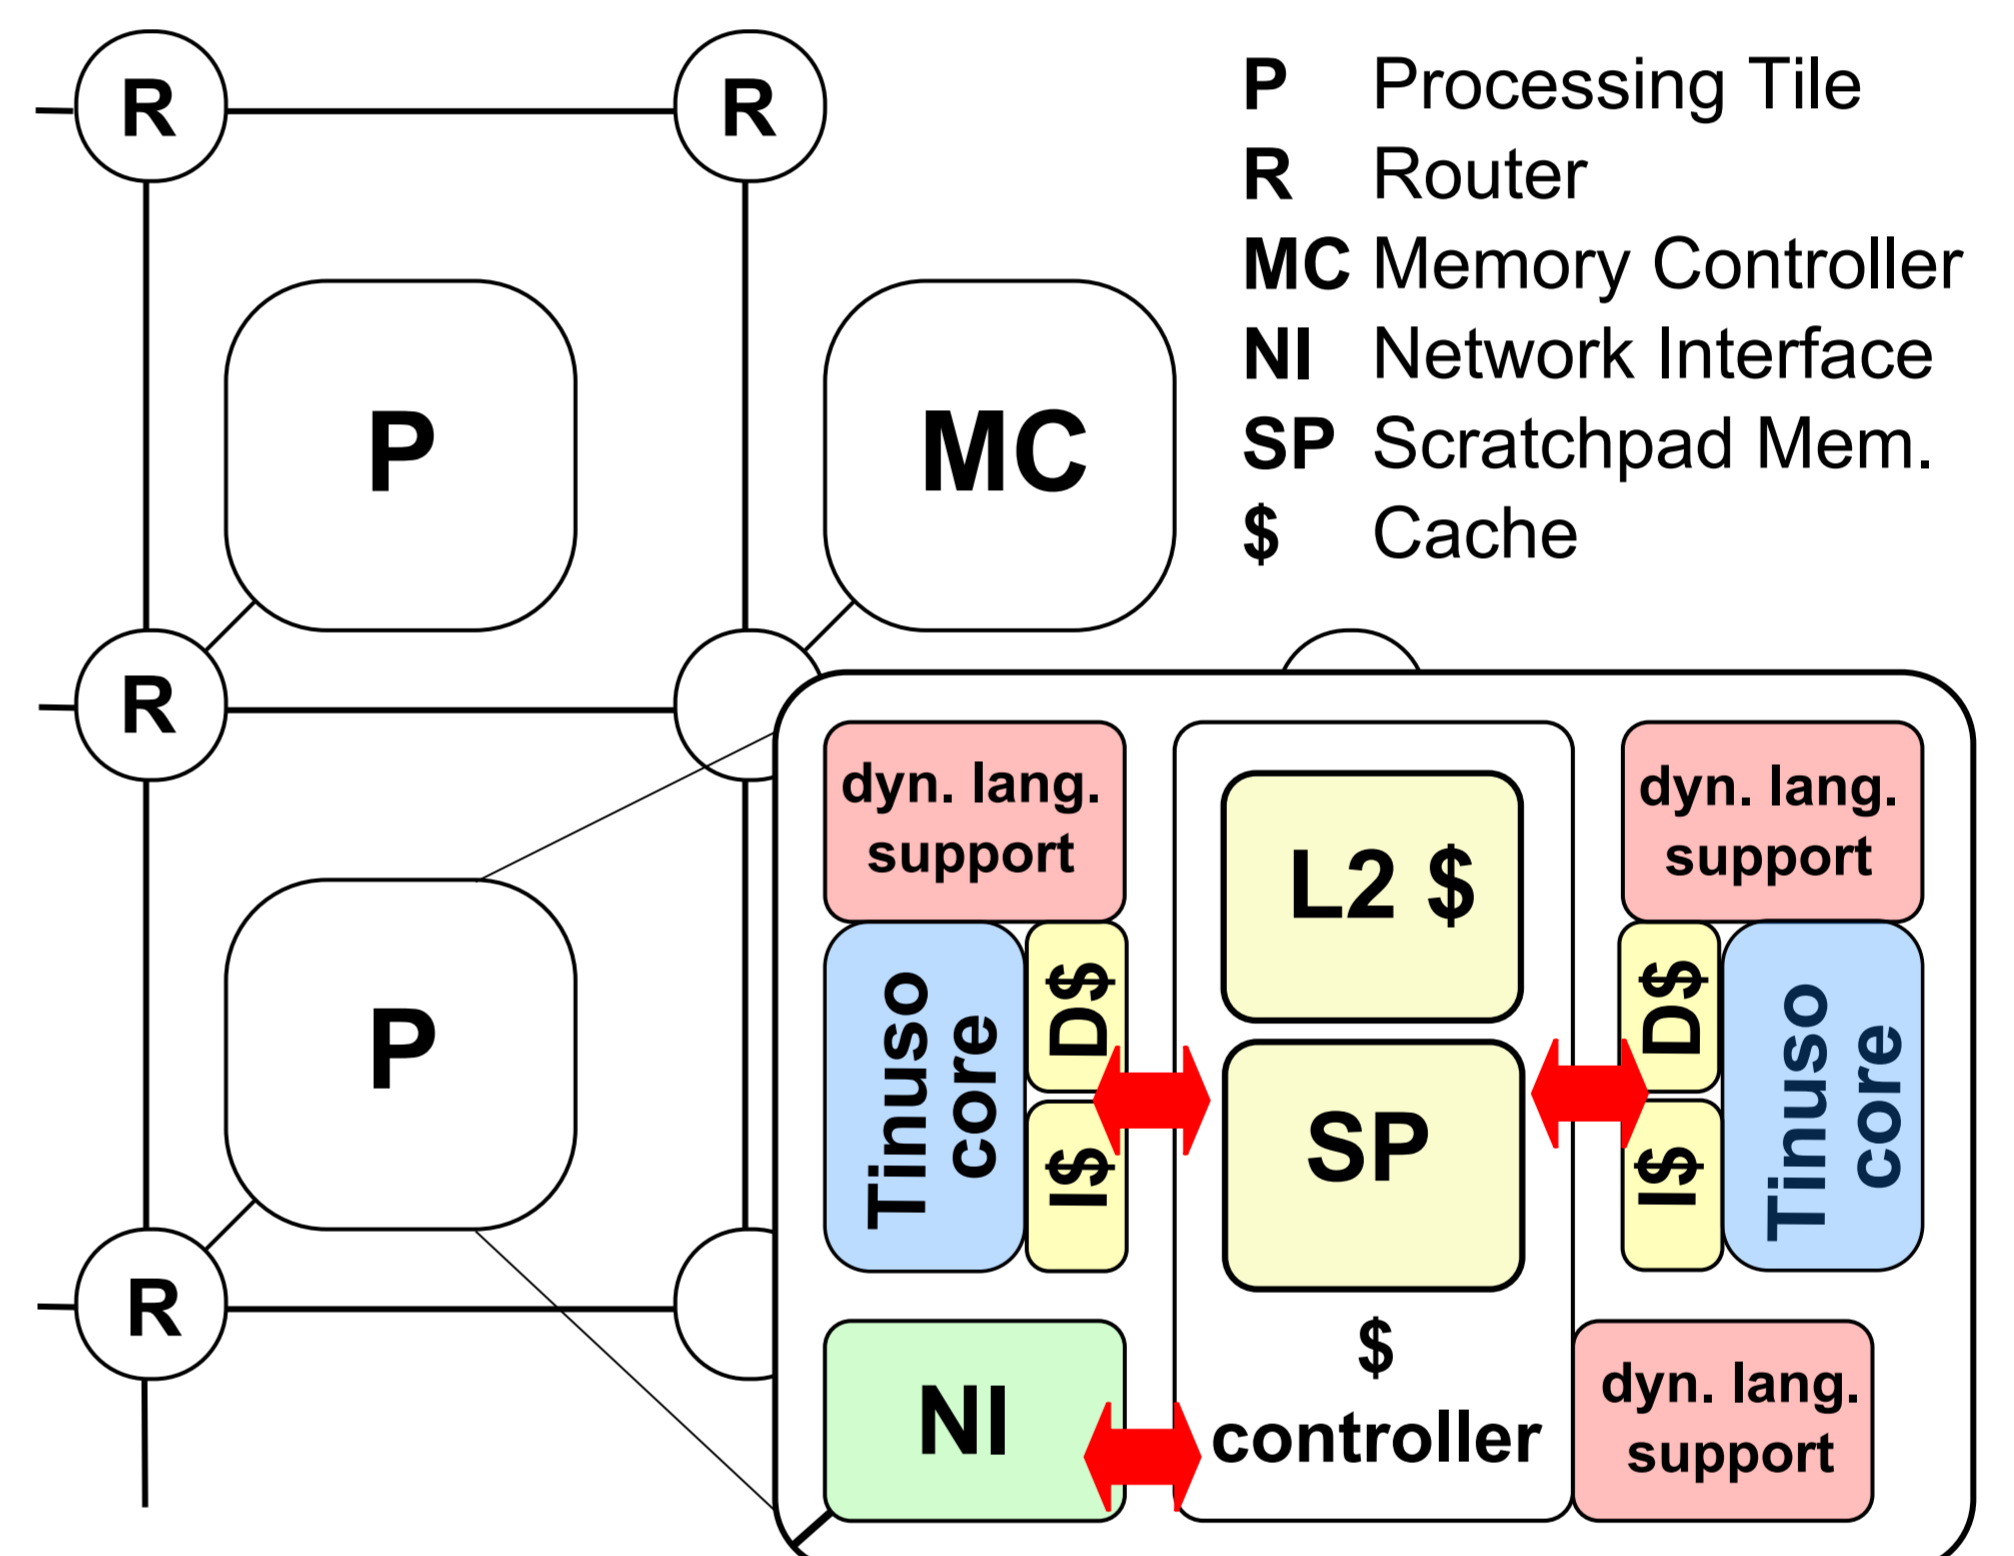 R
R
P Processing Tile
R Router
MC Memory Controller
NI Network Interface
SP Scratchpad Mem.
$ Cache
P
MC
R
P
R
dyn. lang.
support
Tinuso
core
D$
I$
NI
L2 $
SP
$
controller
dyn. lang.
support
D$
I$
Tinuso
core
dyn. lang.
support